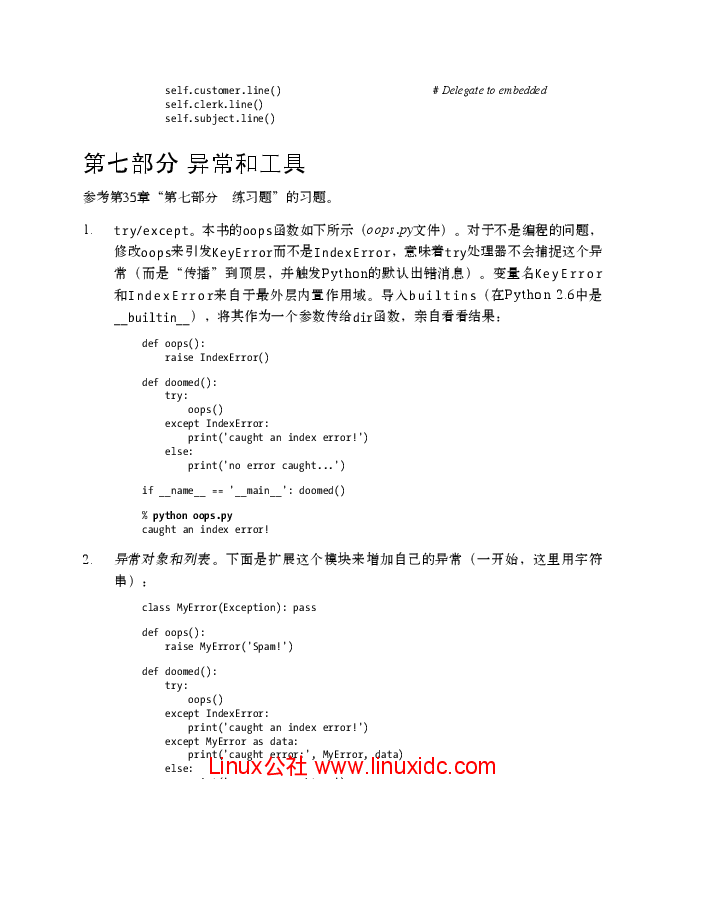 self.customer.line() # Delegate to embedded
self.clerk.line()
self.subject.line()
第七部分 异常和工具
参考第35章“第七部分　练习题”的习题。
1. try/except。本书的oops函数如下所示（oops.py文件）。对于不是编程的问题，
修改oops来引发KeyError而不是IndexError，意味着try处理器不会捕捉这个异
常（而是“传播”到顶层，并触发Python的默认出错消息）。变量名KeyError
和IndexError来自于最外层内置作用域。导入builtins（在Python 2.6中是
__builtin__），将其作为一个参数传给dir函数，亲自看看结果：
def oops():
raise IndexError()
def doomed():
try:
oops()
except IndexError:
print('caught an index error!')
else:
print('no error caught...')
if __name__ == '__main__': doomed()
% python oops.py
caught an index error!
2. 异常对象和列表。下面是扩展这个模块来增加自己的异常（一开始，这里用字符
串）：
class MyError(Exception): pass
def oops():
raise MyError('Spam!')
def doomed():
try:
oops()
except IndexError:
print('caught an index error!')
except MyError as data:
print('caught error:', MyError, data)
else:
Linux公社 www.linuxidc.com